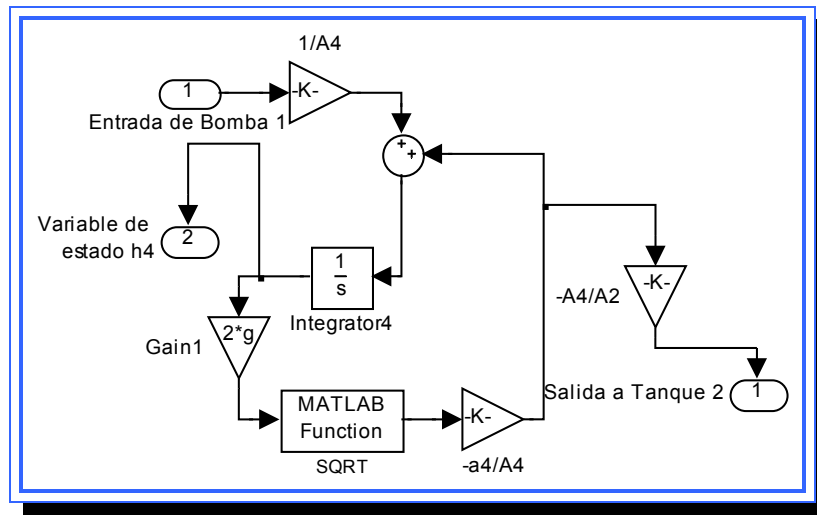 1/A4
1
-K-
Entrada de Bomba 1
+
+
Variable de
estado h4
2
1
s
Integrator4
-K-
-A4/A2
2*g
Gain1
Salida a Tanque 2
1
MATLAB
Function
SQRT
-K-
-a4/A4